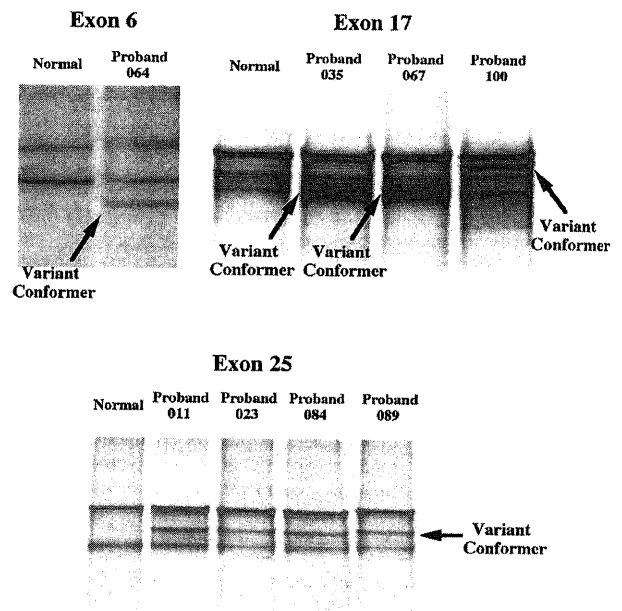 Exon 6
Normal
Proband
064
Variant
Conformer
Exon 17
Normal
Proband
035
Proband
067
Proband
100
Variant
Conformer
Variant
Conformer
Variant
Conformer
Exon 25
Normal
Proband
011
Proband
023
Proband
084
Proband
089
Variant
Conformer